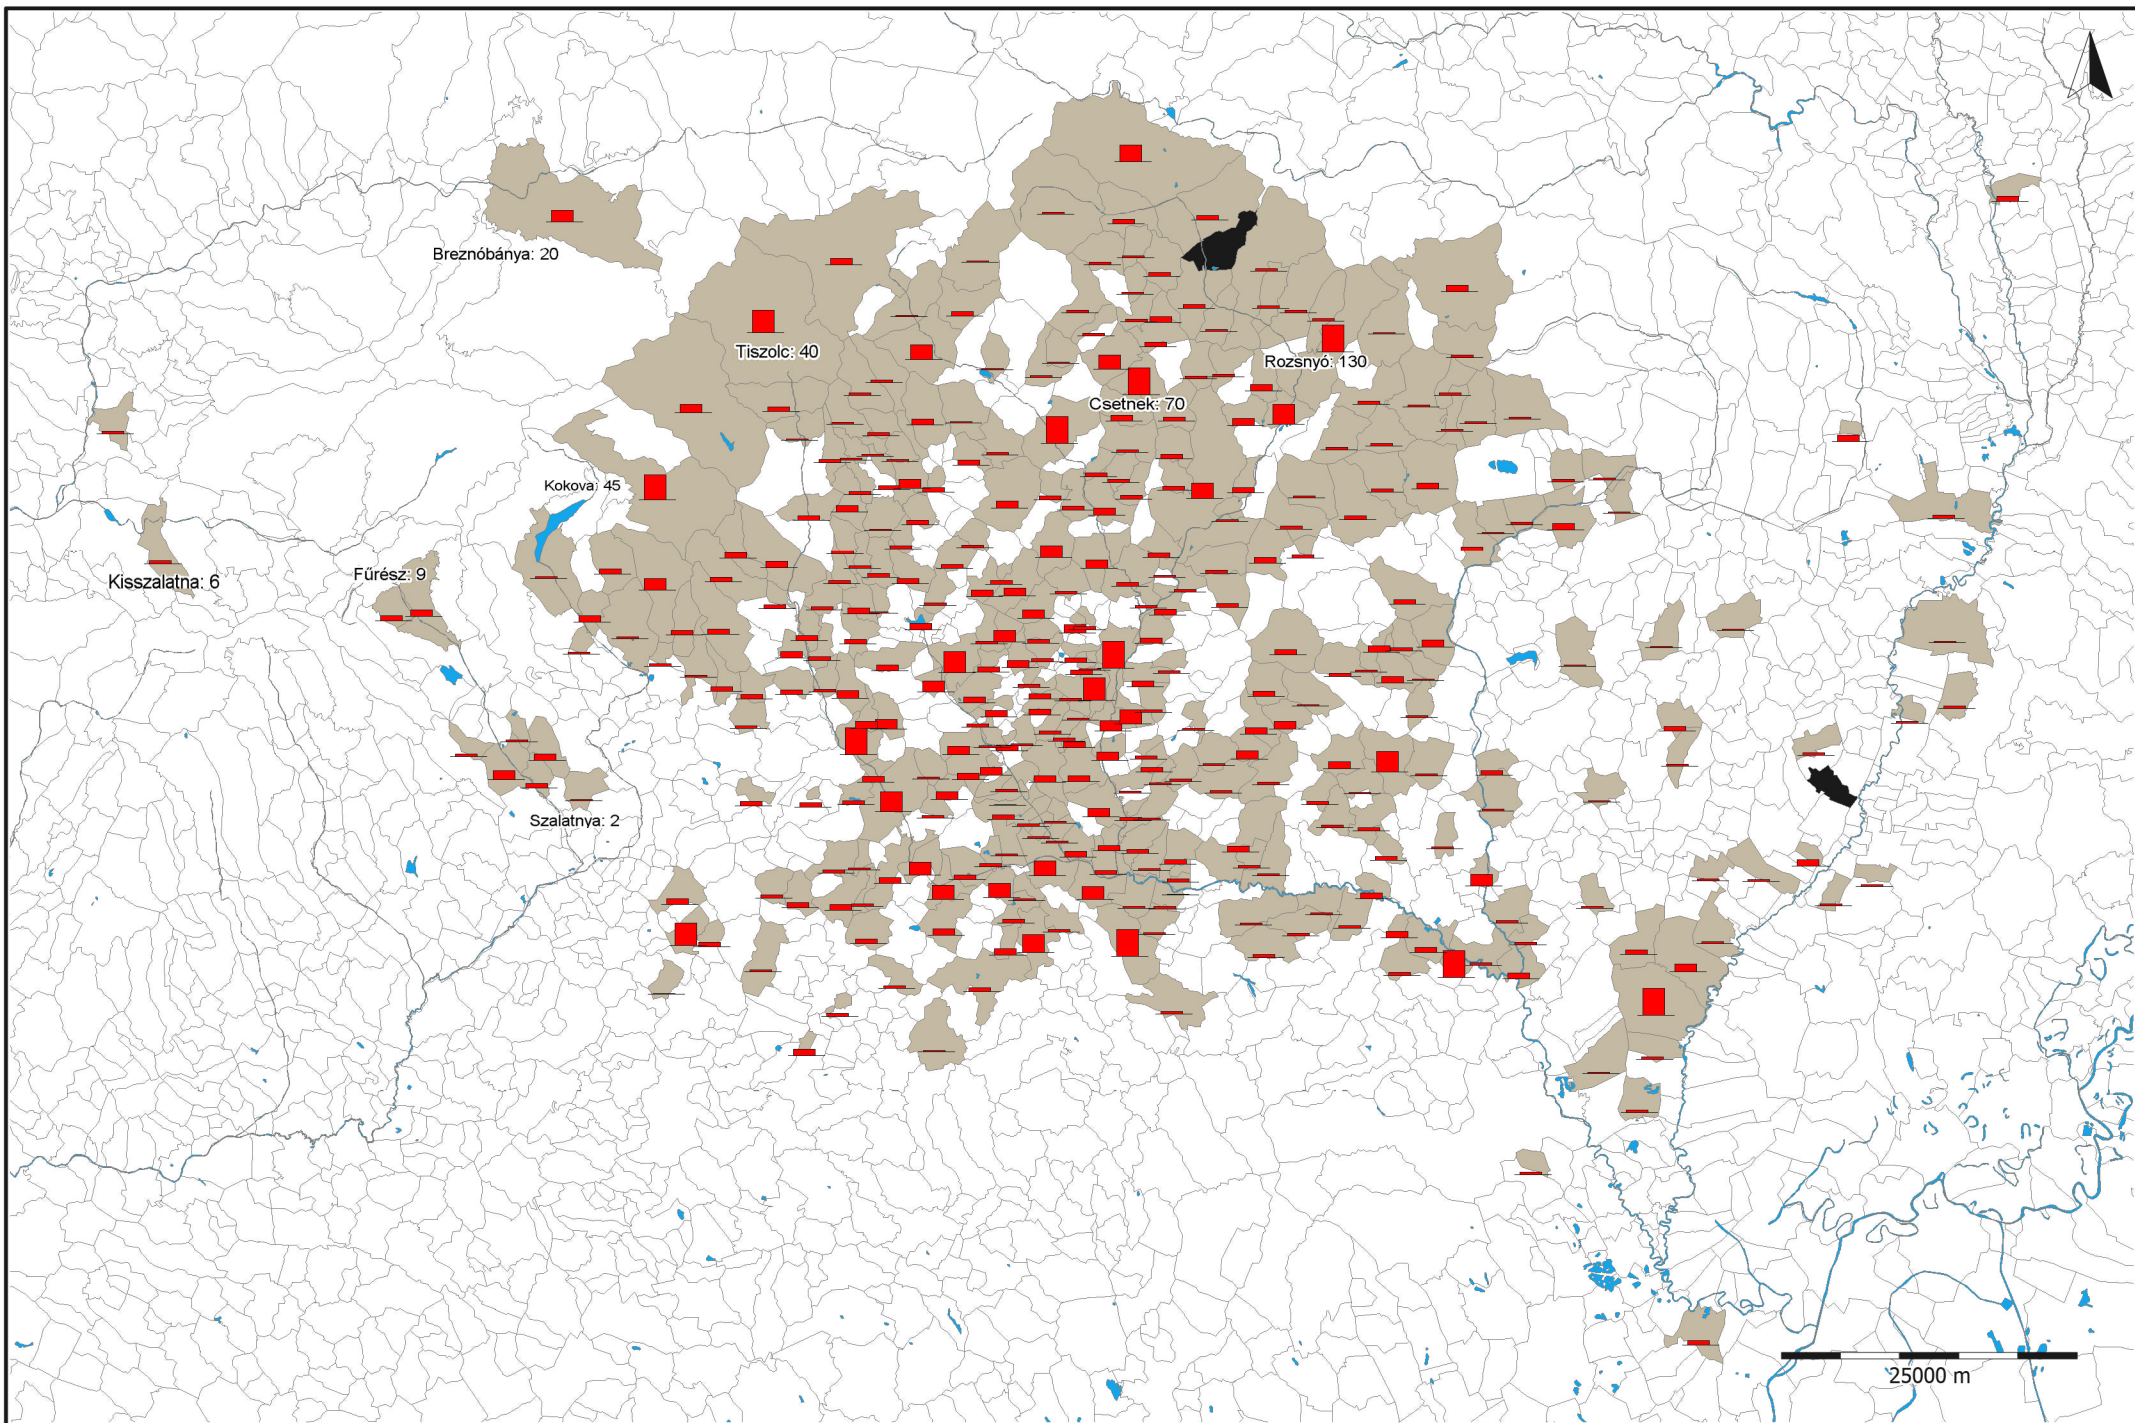 Breznóbánya: 20
Tiszolc: 40
Rozsnyó: 130
Csetnek: 70
Kokova: 45
Kisszalatna: 6
Fűrész: 9
Szalatnya: 2
25000 m